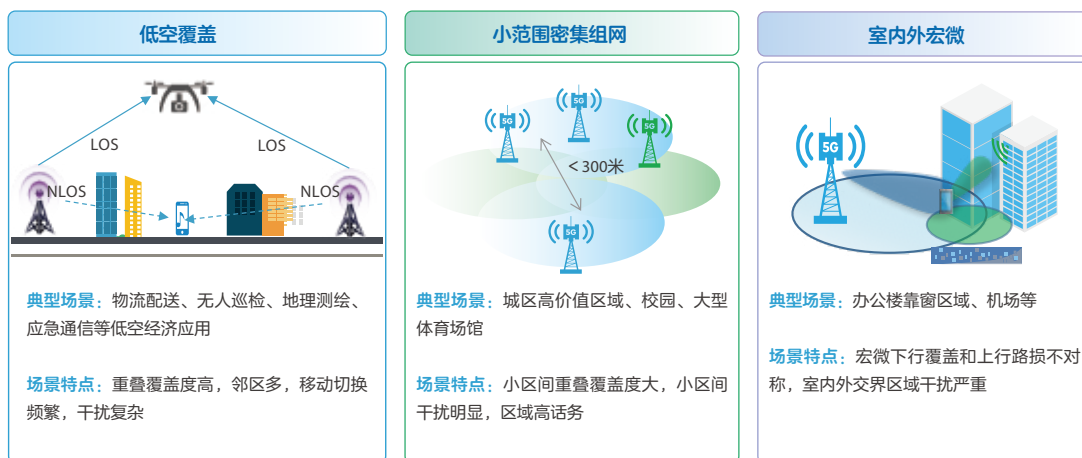 低空覆盖
LOS
LOS
NLOS
NLOS
典型场景：物流配送、无人巡检、地理测绘、
应急通信等低空经济应用
场景特点：重叠覆盖度高，邻区多，移动切换
频繁，干扰复杂
小范围密集组网
5G
5G
5G
＜300米
5G
典型场景：城区高价值区域、校园、大型
体育场馆
场景特点：小区间重叠覆盖度大，小区间
干扰明显，区域高话务
室内外宏微
5G
典型场景：办公楼靠窗区域、机场等
场景特点：宏微下行覆盖和上行路损不对
称，室内外交界区域干扰严重